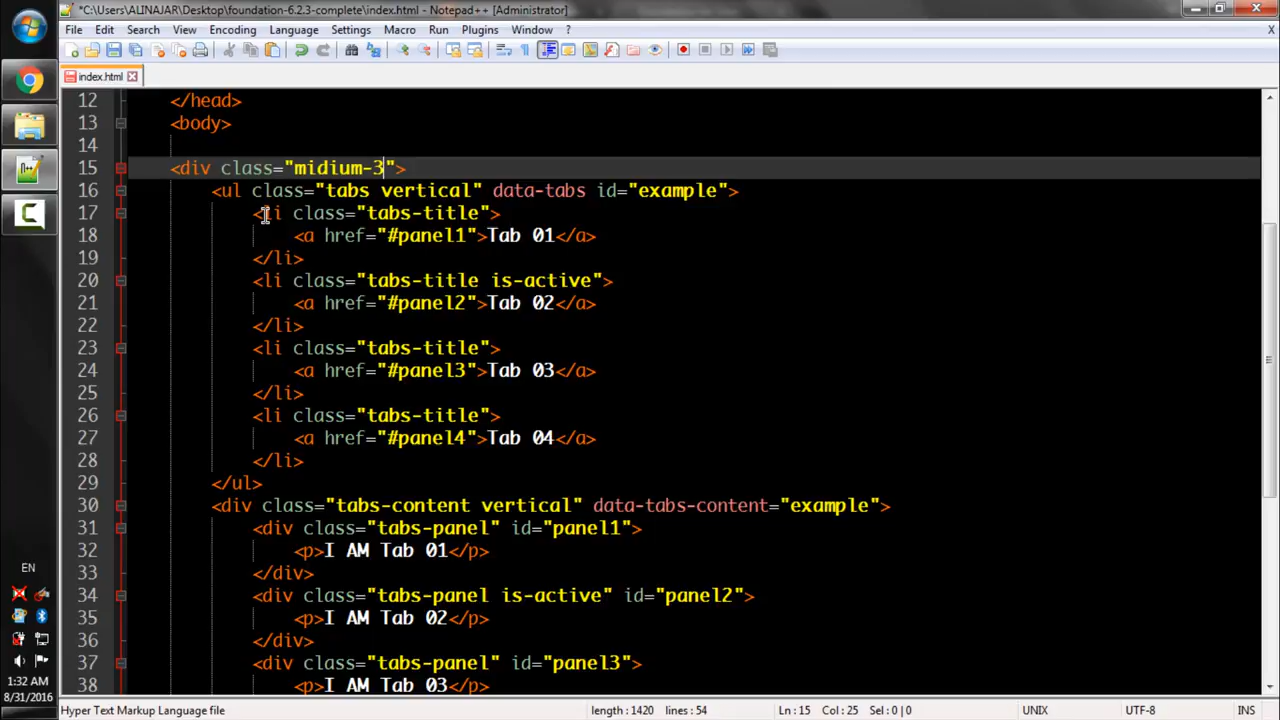 *C:\Users\ALINAJAR\Desktop\foundation-6.2.3-complete\index.html - Notepad++ [Administrator]
File Edit Search View Encoding Language Settings Macro Run Plugins Window ? X
index.html
12 </head>
13 <body>
14
15 <div class="midium-3">
16 <ul class="tabs vertical" data-tabs id="example">
17 <li class="tabs-title">
18 <a href="#panel1">Tab 01</a>
19 </li>
20 <li class="tabs-title is-active">
21 <a href="#panel2">Tab 02</a>
22 </li>
23 <li class="tabs-title">
24 <a href="#panel3">Tab 03</a>
25 </li>
26 <li class="tabs-title">
27 <a href="#panel4">Tab 04</a>
28 </li>
29 </ul>
30 <div class="tabs-content vertical" data-tabs-content="example">
31 <div class="tabs-panel" id="panel1">
32 <p>I AM Tab 01</p>
33 </div>
34 <div class="tabs-panel is-active" id="panel2">
35 <p>I AM Tab 02</p>
36 </div>
37 <div class="tabs-panel" id="panel3">
38 <p>I AM Tab 03</p>
EN
1:32 AM
8/31/2016
Hyper Text Markup Language file length : 1420 lines : 54 Ln : 15 Col : 25 Sel : 0 | 0 UNIX UTF-8 INS